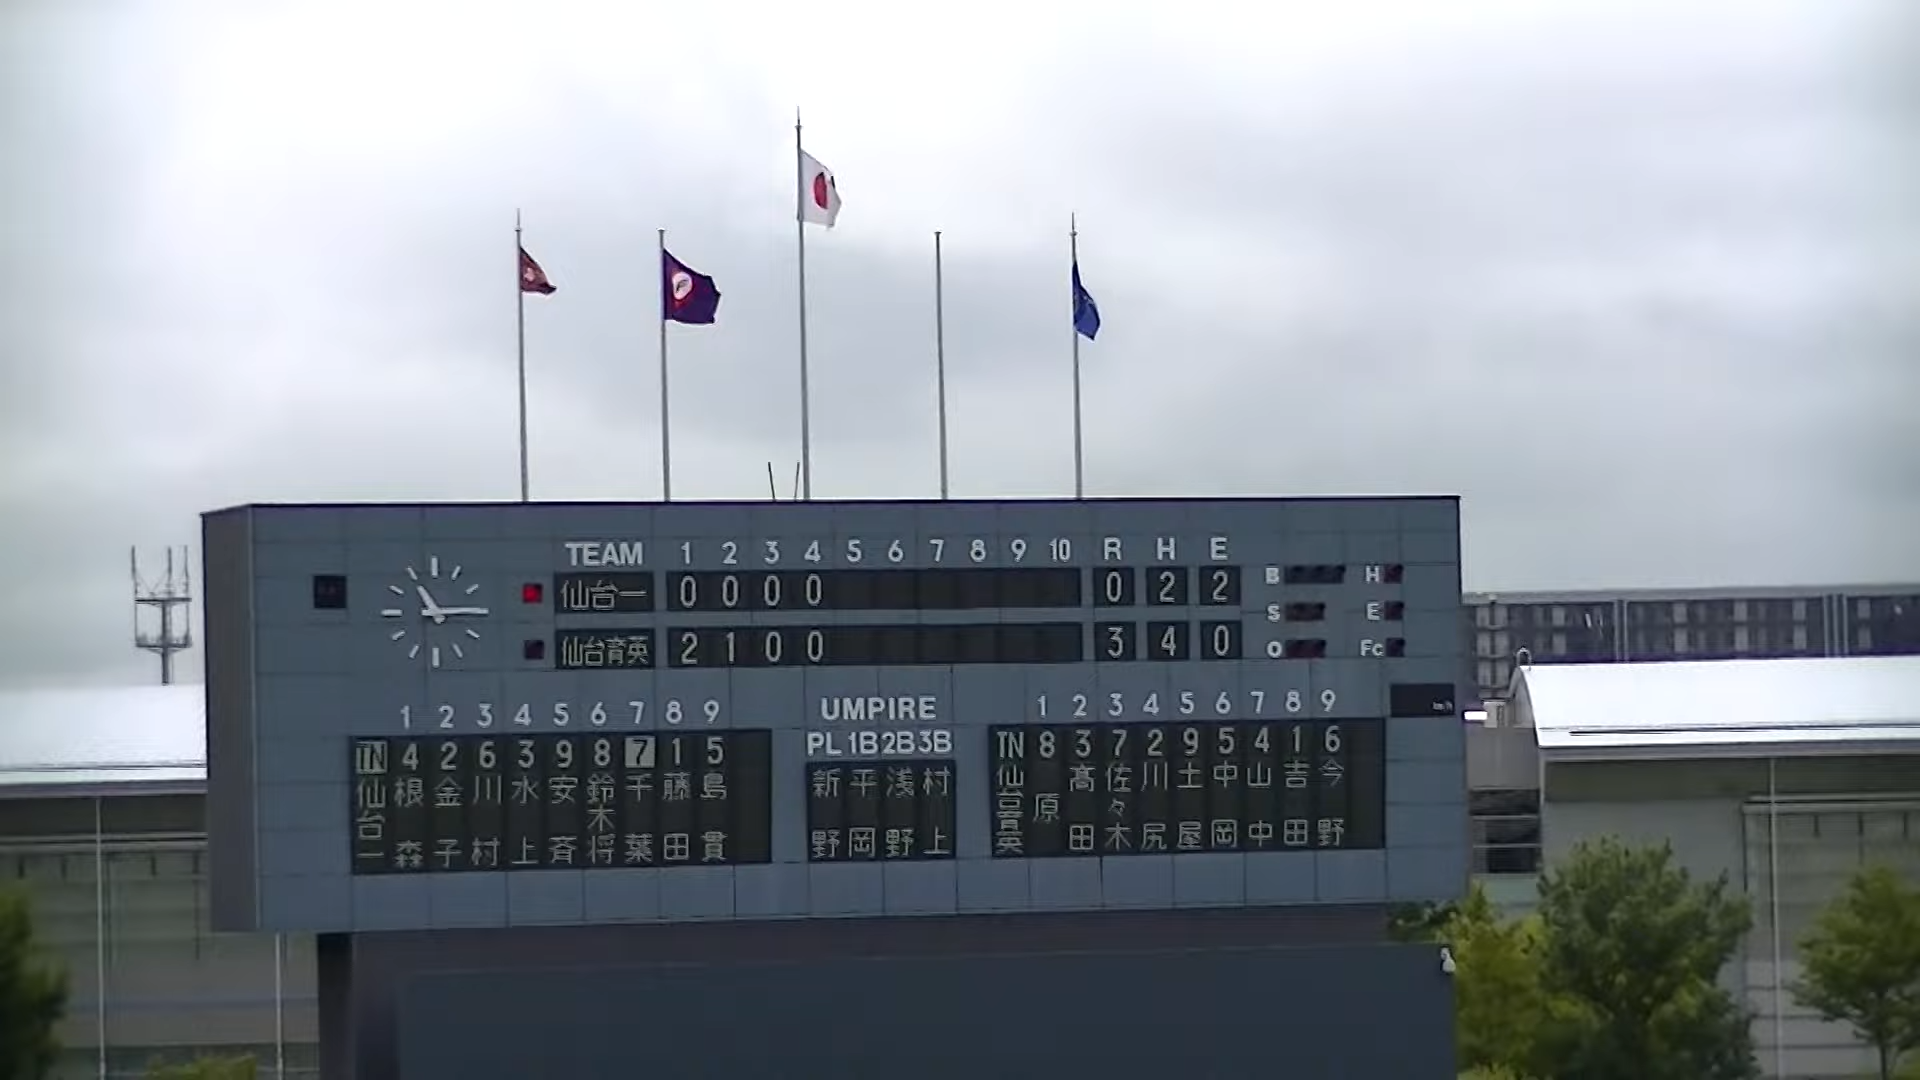 TEAM 1 2 3 4 5 6 7 8 9 10 R H E
仙台一 0 0 0 0 0 2 2
仙台育英 2 1 0 0 3 4 0
B H
S E
O Fc
1 2 3 4 5 6 7 8 9
IN 4 2 6 3 9 8 7 1 5
仙台一 根森 金子 川村 水上 安斉 鈴木将 千葉 藤田 島貫
UMPIRE
PL 1B 2B 3B
新野 平岡 浅野 村上
1 2 3 4 5 6 7 8 9
IN 8 3 7 2 9 5 4 1 6
仙台育英 原 髙田 佐々木 川尻 土屋 中岡 山中 吉田 今野